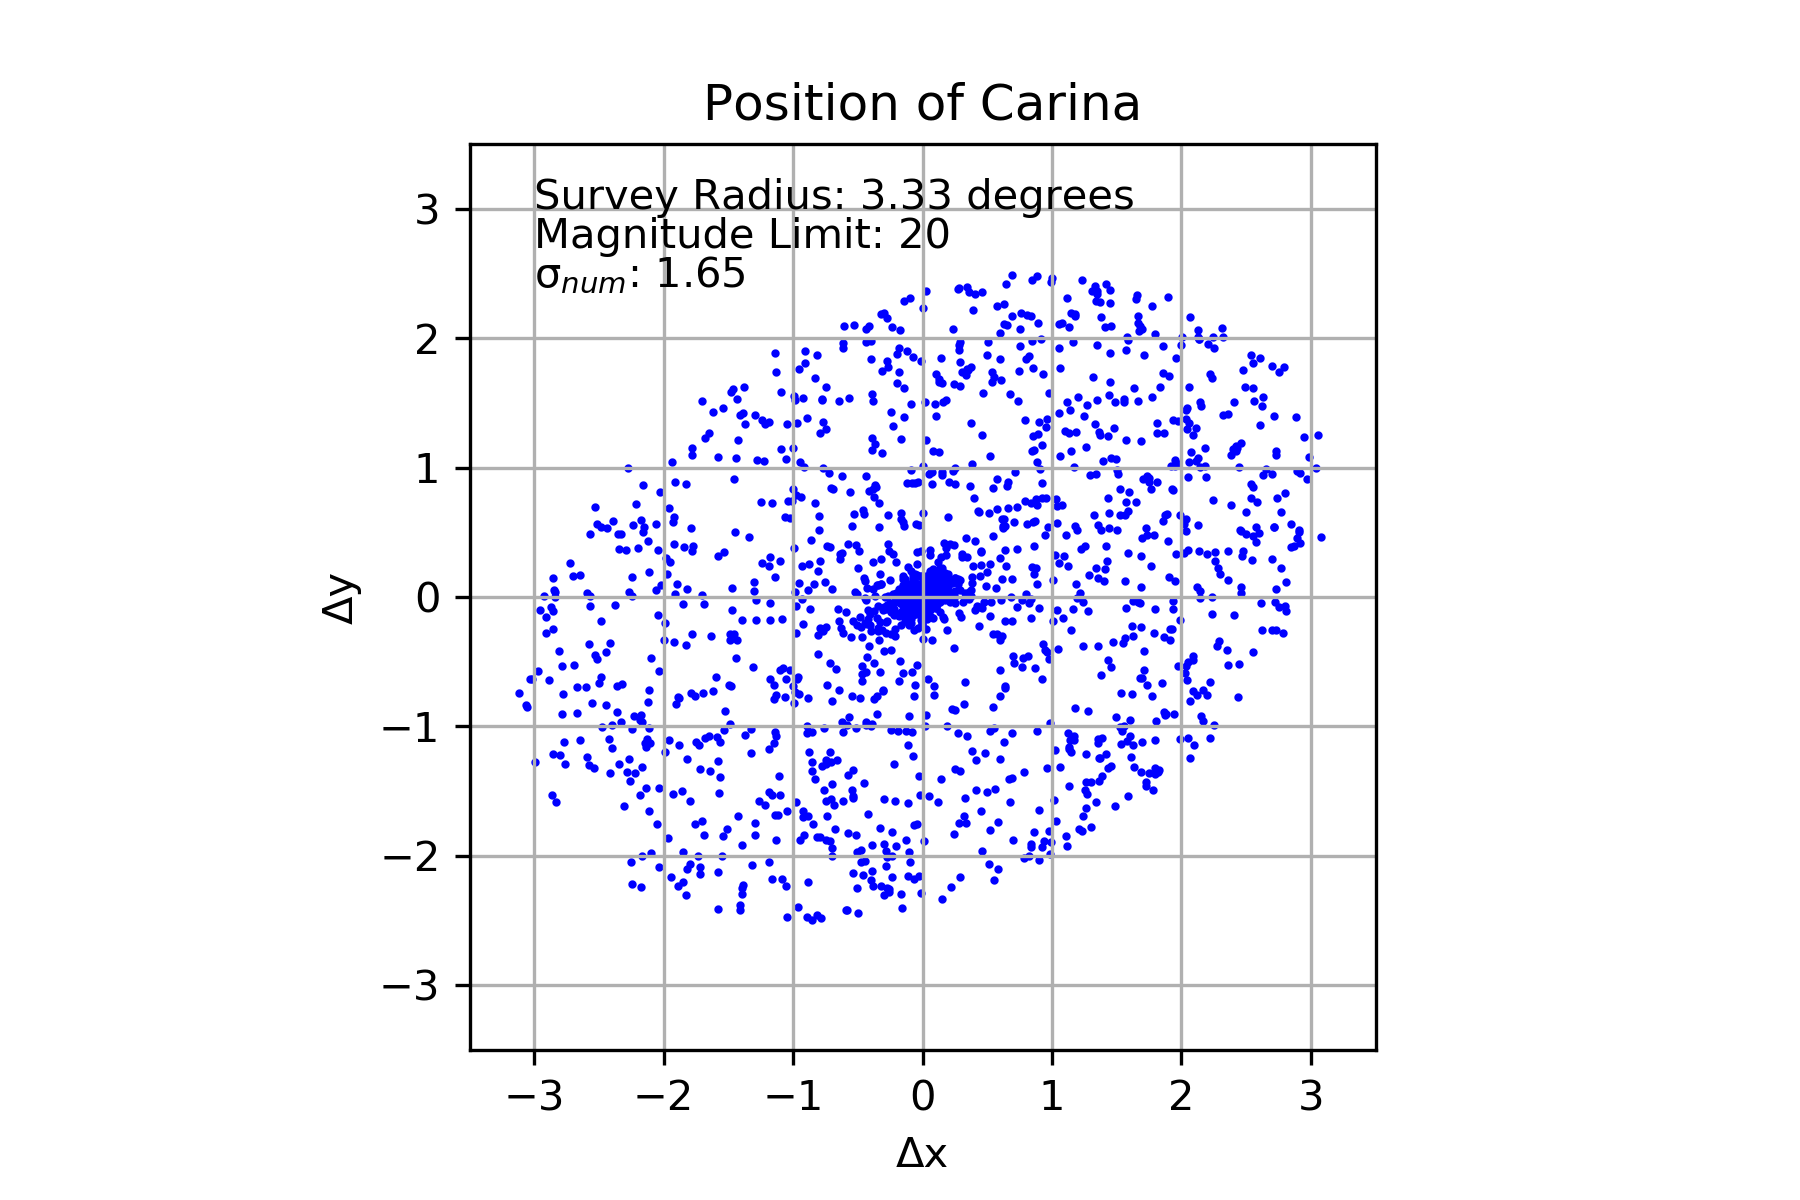 Position of Carina
Survey Radius: 3.33 degrees
Magnitude Limit: 20
σnum: 1.65
3
2
1
0
−1
−2
−3
Δy
−3 −2 −1 0 1 2 3
Δx